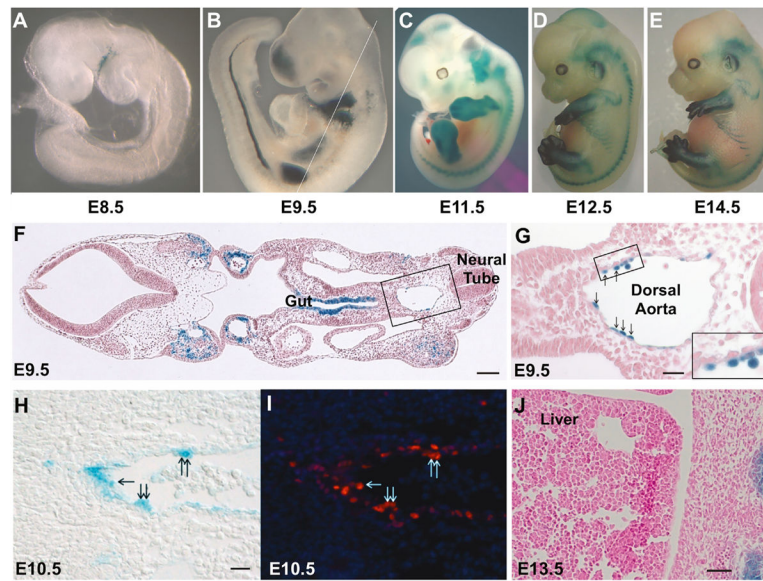 A
B
C
D
E
E8.5
E9.5
E11.5
E12.5
E14.5
F
Gut
Neural
Tube
E9.5
G
Dorsal
Aorta
E9.5
H
E10.5
I
E10.5
J
Liver
E13.5